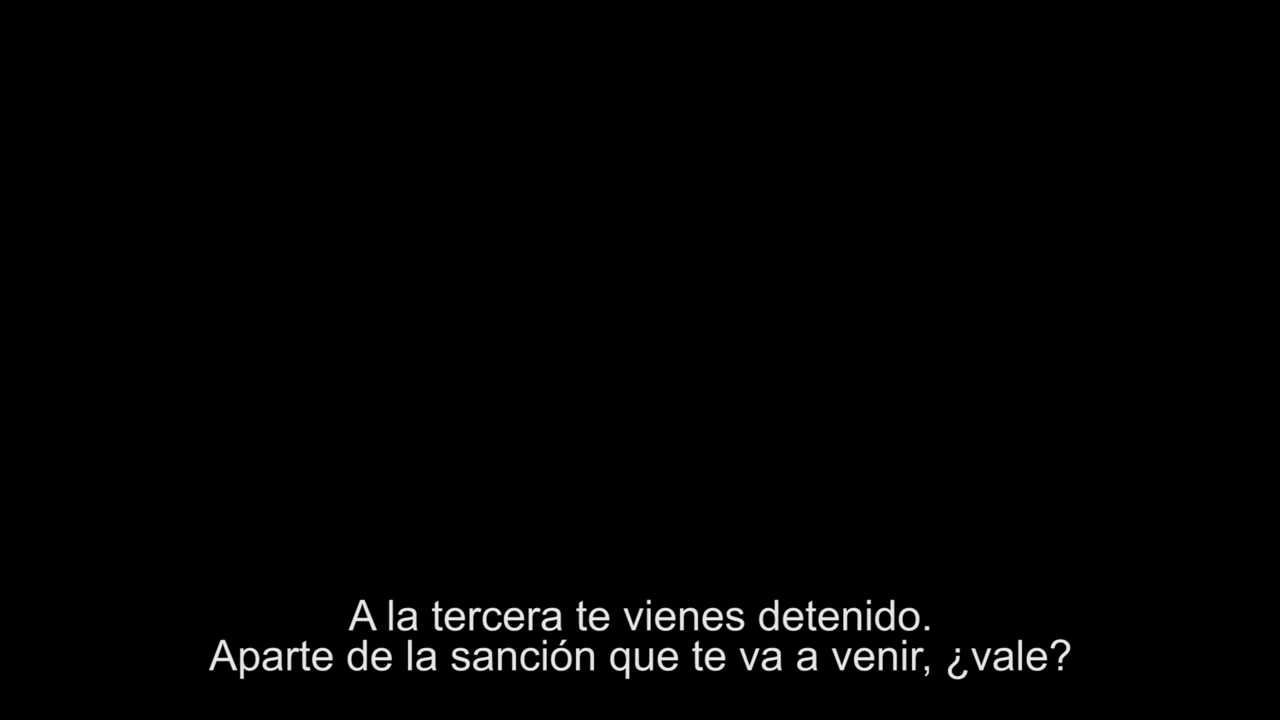 A la tercera te vienes detenido.
Aparte de la sanción que te va a venir, ¿vale?